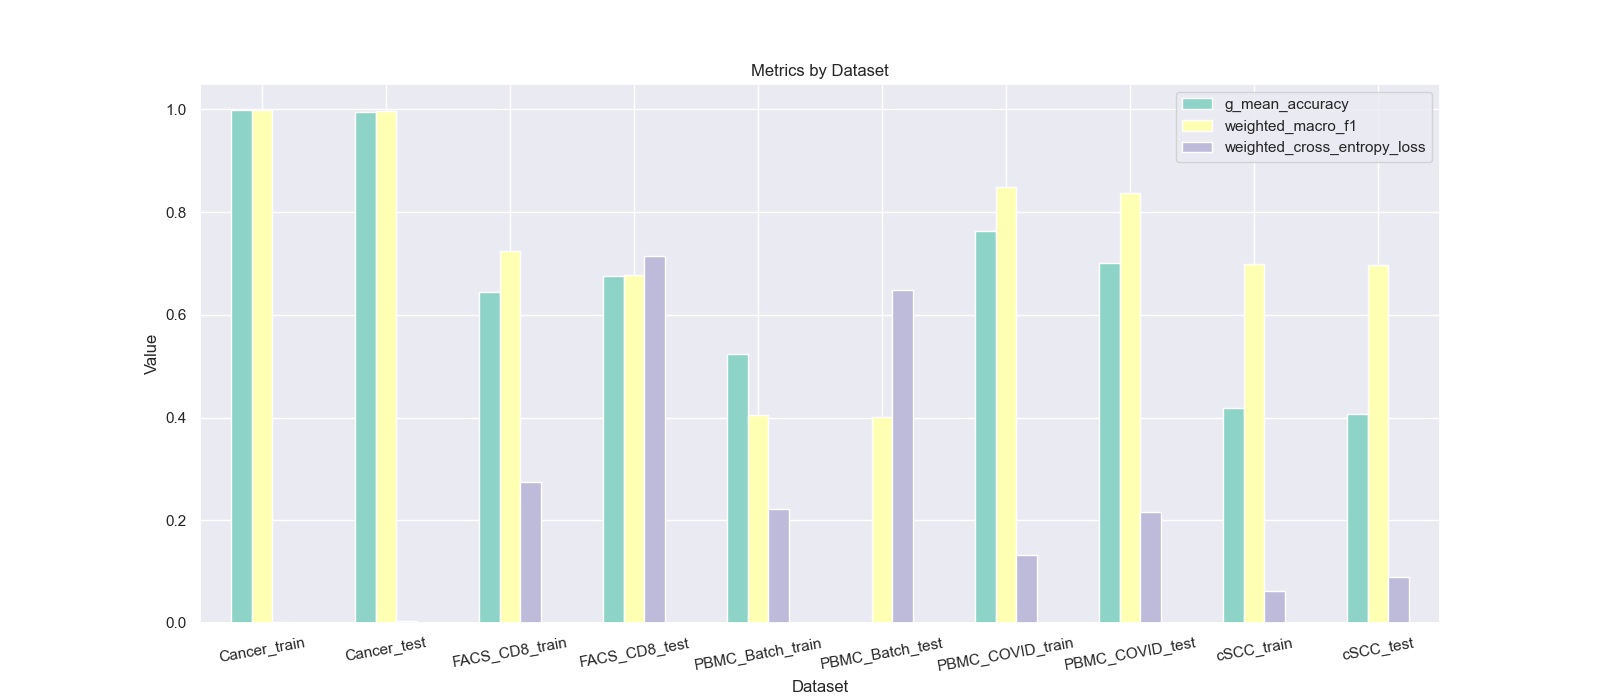 Metrics by Dataset
g_mean_accuracy
weighted_macro_f1
weighted_cross_entropy_loss
1.0
0.8
0.6
0.4
0.2
0.0
Value
Cancer_train
Cancer_test
FACS_CD8_train
FACS_CD8_test
PBMC_Batch_train
PBMC_Batch_test
PBMC_COVID_train
PBMC_COVID_test
cSCC_train
cSCC_test
Dataset